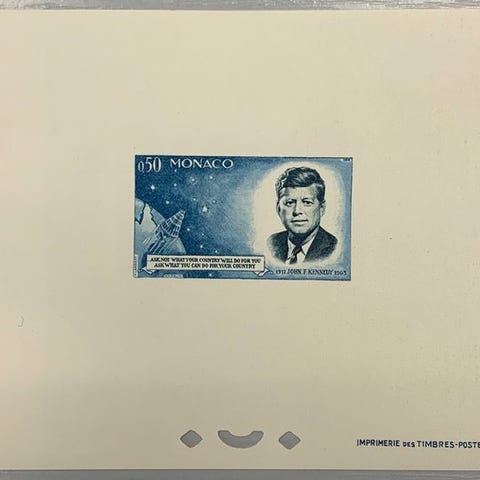 0,50 MONACO
ASK NOT WHAT YOUR COUNTRY WILL DO FOR YOU
ASK WHAT YOU CAN DO FOR YOUR COUNTRY
1917 JOHN F. KENNEDY 1963
IMPRIMERIE DES TIMBRES-POSTE